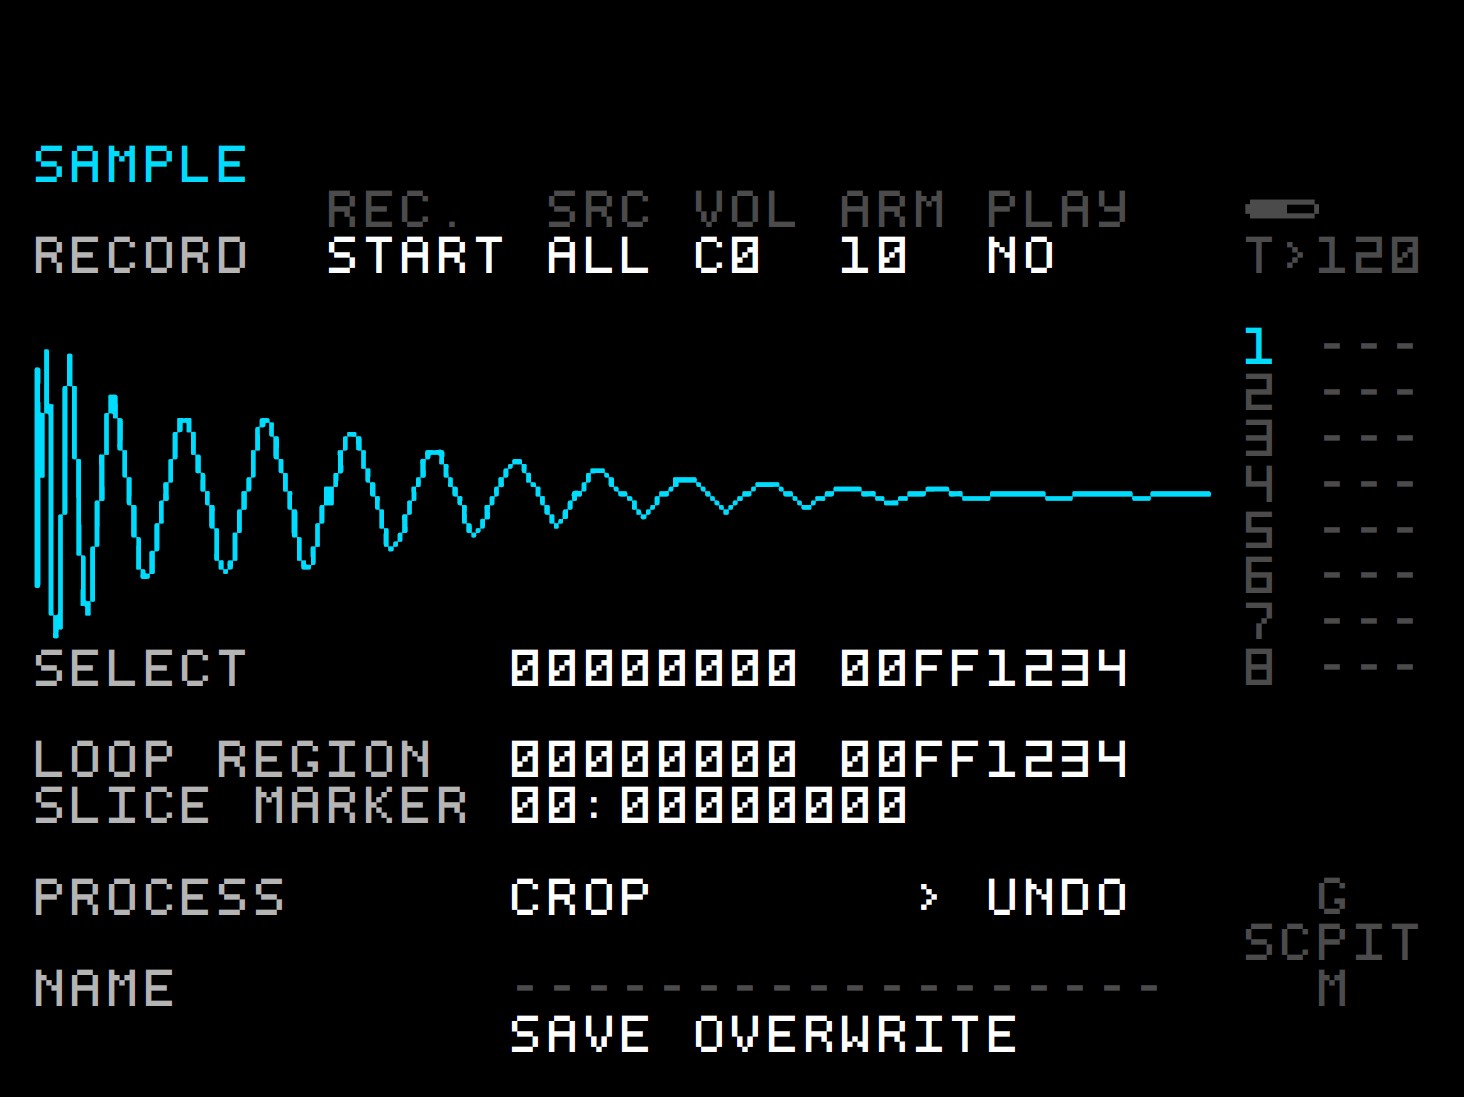 SAMPLE
REC. SRC VOL ARM PLAY
RECORD START ALL C0 10 NO T>120
1 ---
2 ---
3 ---
4 ---
5 ---
6 ---
7 ---
8 ---
SELECT 00000000 00FF1234
LOOP REGION 00000000 00FF1234
SLICE MARKER 00:00000000
PROCESS CROP > UNDO
G
SCPIT
NAME ------------------
M
SAVE OVERWRITE